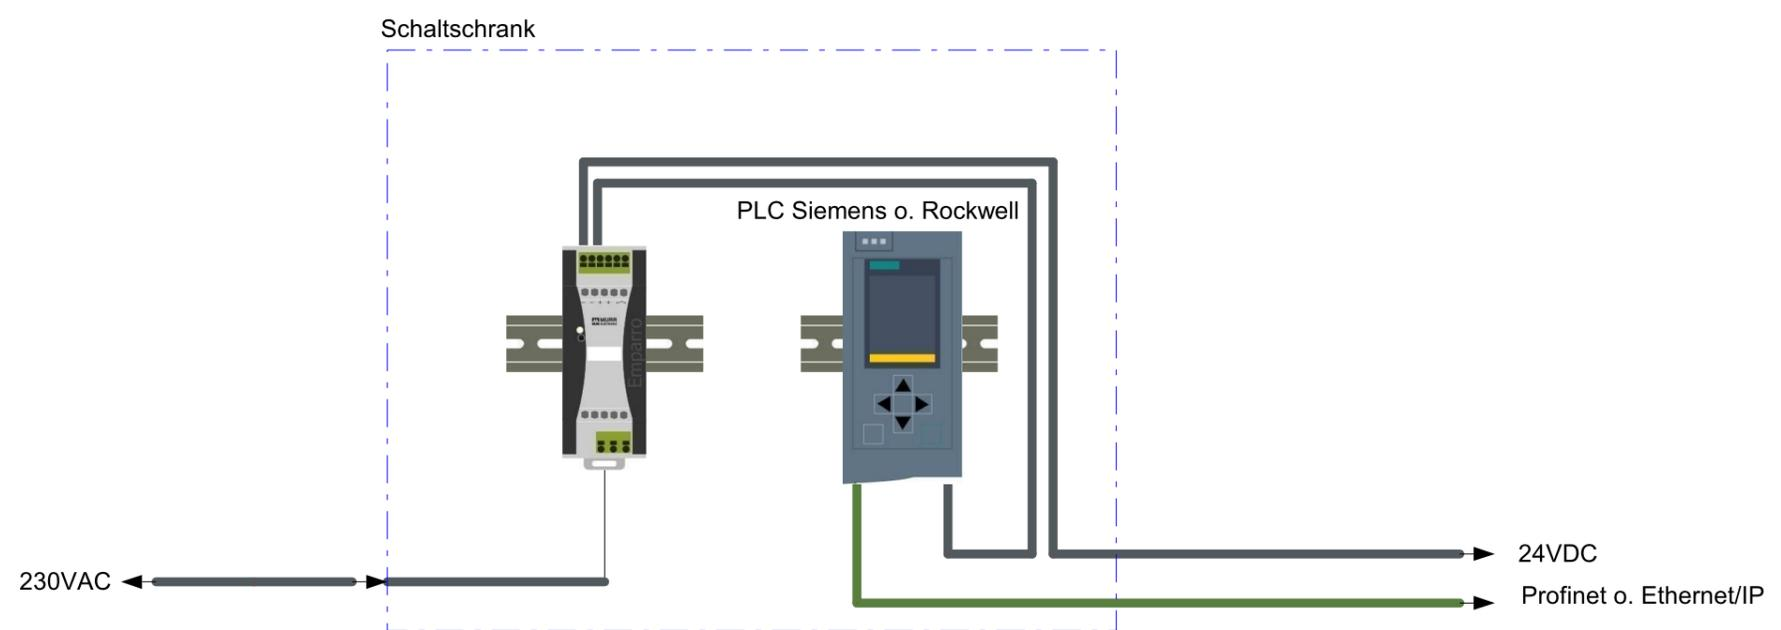 Schaltschrank
PLC Siemens o. Rockwell
Emparro
24VDC
230VAC
Profinet o. Ethernet/IP